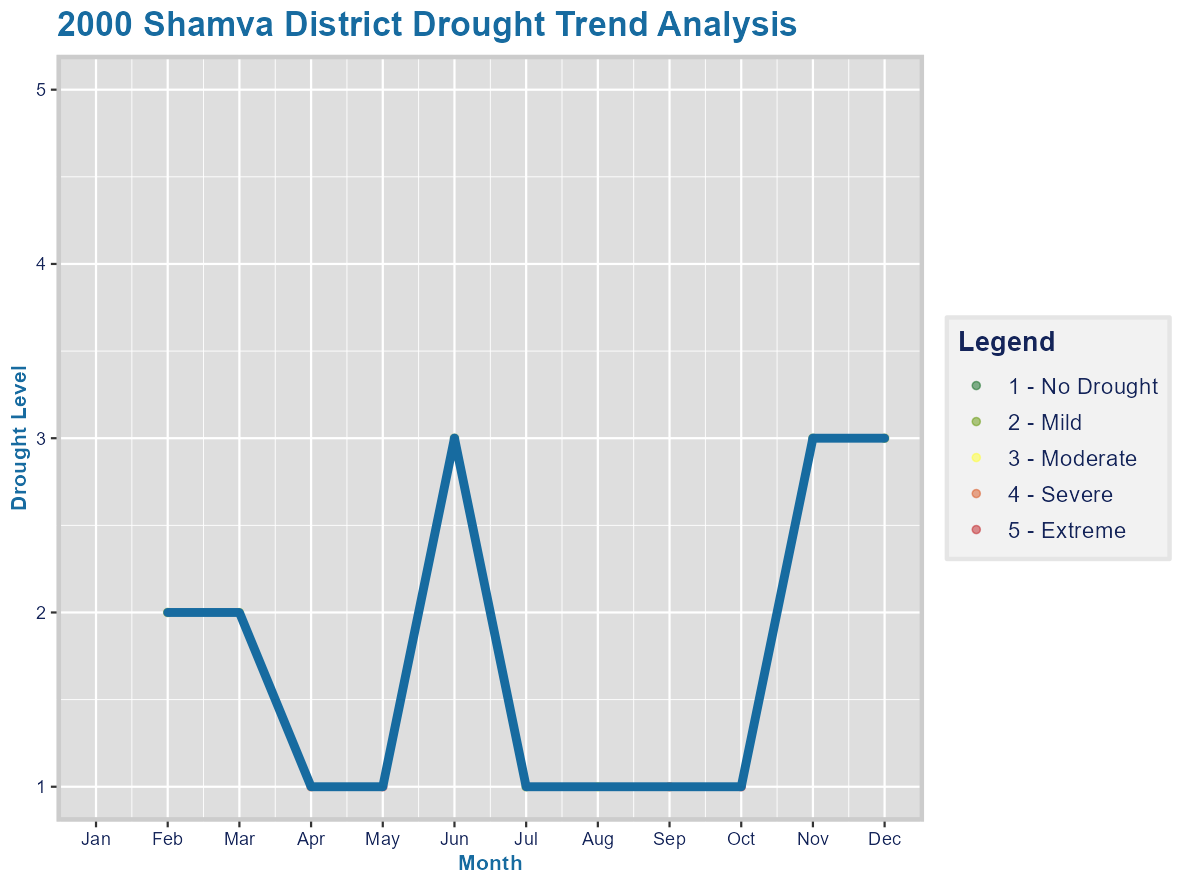 2000 Shamva District Drought Trend Analysis
Drought Level
5
4
3
2
1
Jan Feb Mar Apr May Jun Jul Aug Sep Oct Nov Dec
Month
Legend
1 - No Drought
2 - Mild
3 - Moderate
4 - Severe
5 - Extreme